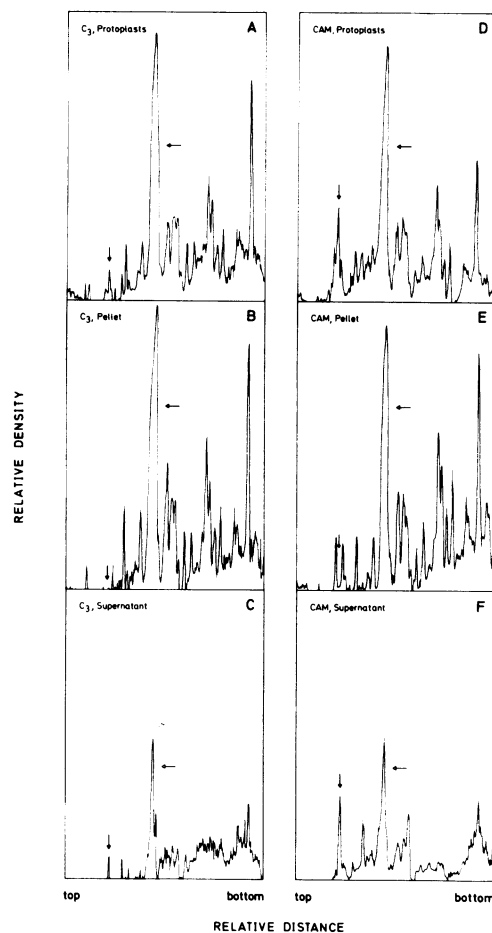 C3, Protoplasts A
CAM, Protoplasts D
C3, Pellet B
CAM, Pellet E
C3, Supernatant C
CAM, Supernatant F
RELATIVE DENSITY
top bottom top bottom
RELATIVE DISTANCE